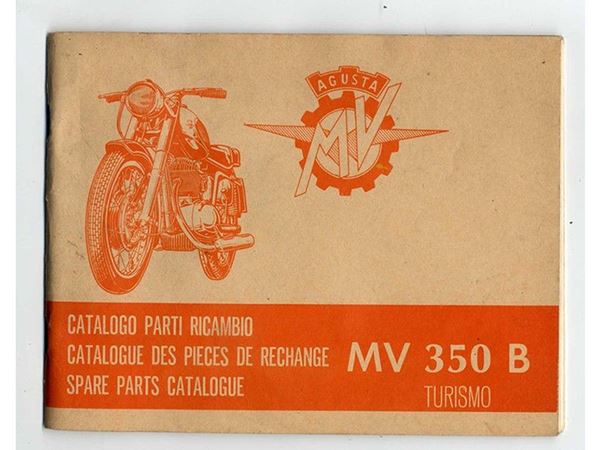 AGUSTA
MV
CATALOGO PARTI RICAMBIO
CATALOGUE DES PIECES DE RECHANGE
SPARE PARTS CATALOGUE
MV 350 B
TURISMO